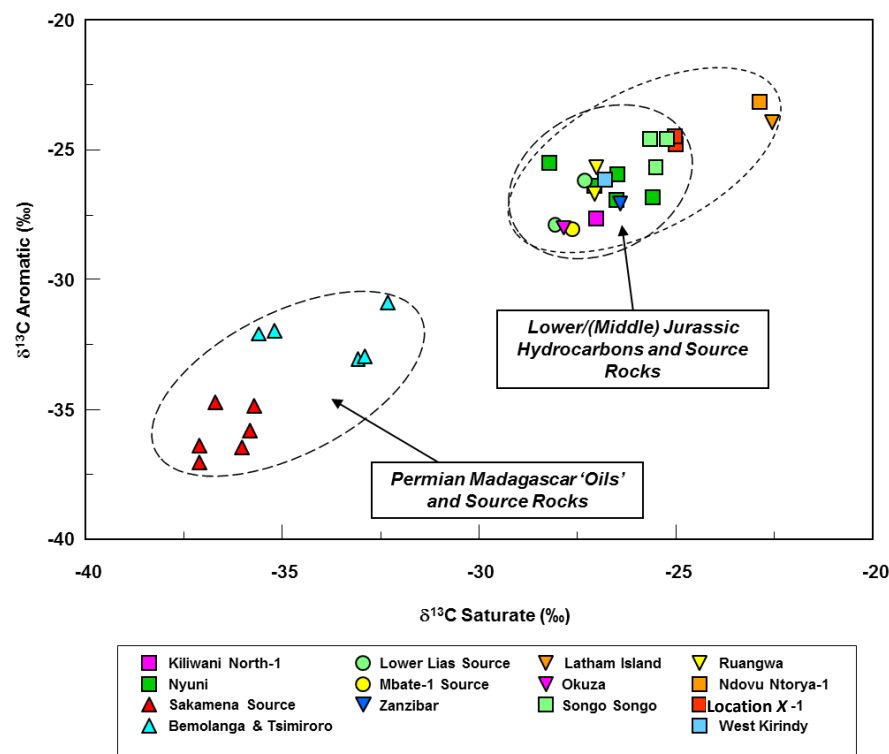 -20
-25
-30
-35
-40
δ13C Aromatic (‰)
Lower/(Middle) Jurassic
Hydrocarbons and Source
Rocks
Permian Madagascar ‘Oils’
and Source Rocks
-40 -35 -30 -25 -20
δ13C Saturate (‰)
Kiliwani North-1 Lower Lias Source Latham Island Ruangwa
Nyuni Mbate-1 Source Okuza Ndovu Ntorya-1
Sakamena Source Zanzibar Songo Songo Location X -1
Bemolanga & Tsimiroro West Kirindy